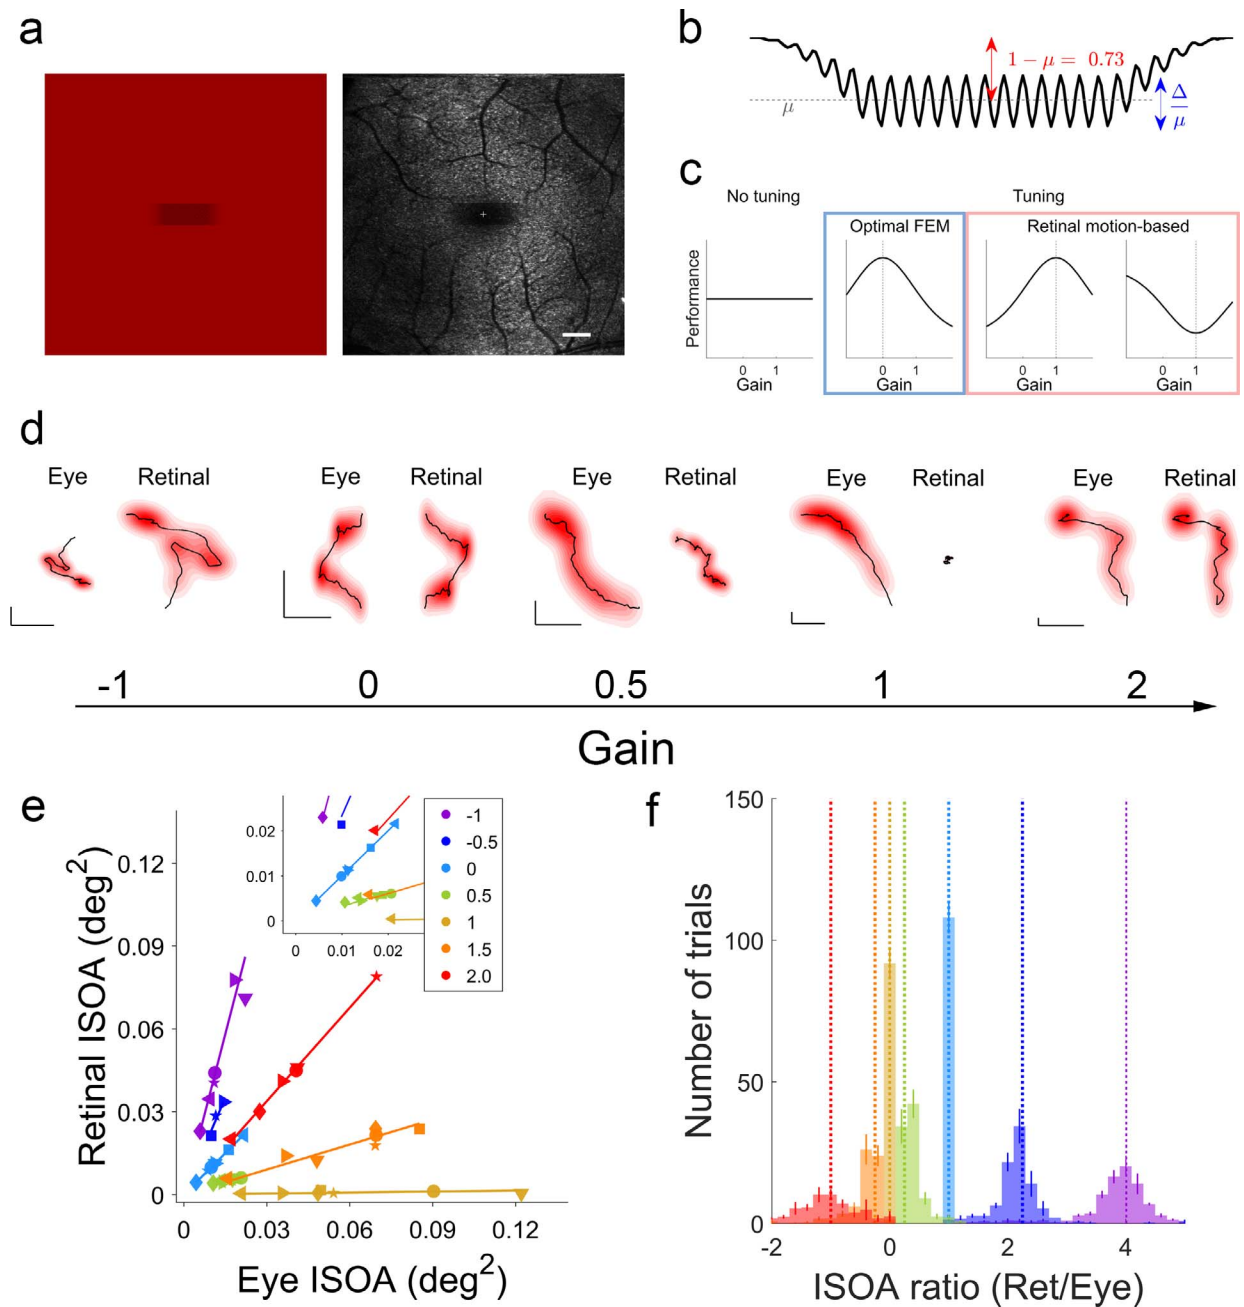 a
b
1 − μ = 0.73
μ
Δ
μ
c
No tuning
Tuning
Optimal FEM
Retinal motion-based
Performance
0 1
0 1
0 1
0 1
Gain
Gain
Gain
Gain
d
Eye Retinal
Eye Retinal
Eye Retinal
Eye Retinal
Eye Retinal
-1 0 0.5 1 2
Gain
e
Retinal ISOA (deg²)
0.12
0.09
0.06
0.03
0
0 0.03 0.06 0.09 0.12
Eye ISOA (deg²)
0.02
0.01
0
0 0.01 0.02
-1
-0.5
0
0.5
1
1.5
2.0
f
Number of trials
150
100
50
0
-2 0 2 4
ISOA ratio (Ret/Eye)